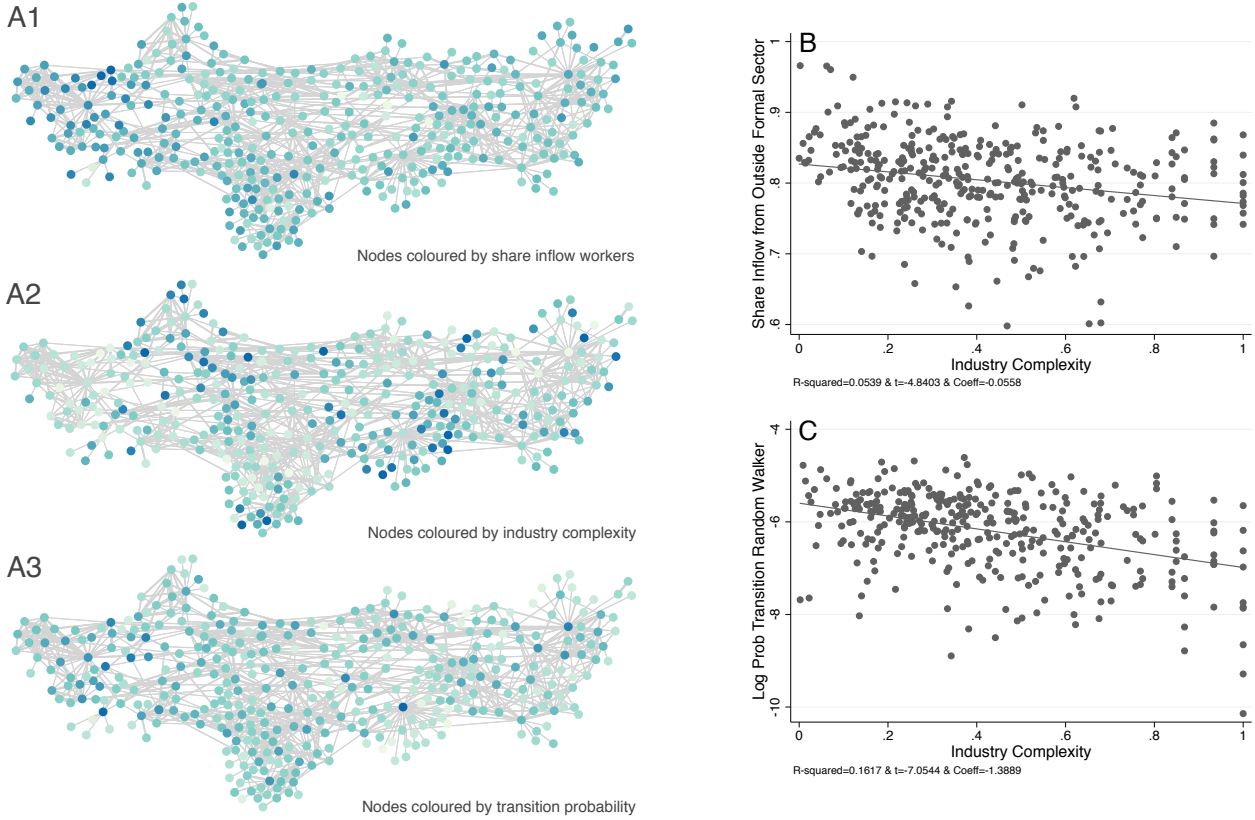 A1
Nodes coloured by share inflow workers
A2
Nodes coloured by industry complexity
A3
Nodes coloured by transition probability
B
Share Inflow from Outside Formal Sector
1
.9
.8
.7
.6
0 .2 .4 .6 .8 1
Industry Complexity
R-squared=0.0539 & t=-4.8403 & Coeff=-0.0558
C
Log Prob Transition Random Walker
-4
-6
-8
-10
0 .2 .4 .6 .8 1
Industry Complexity
R-squared=0.1617 & t=-7.0544 & Coeff=-1.3889